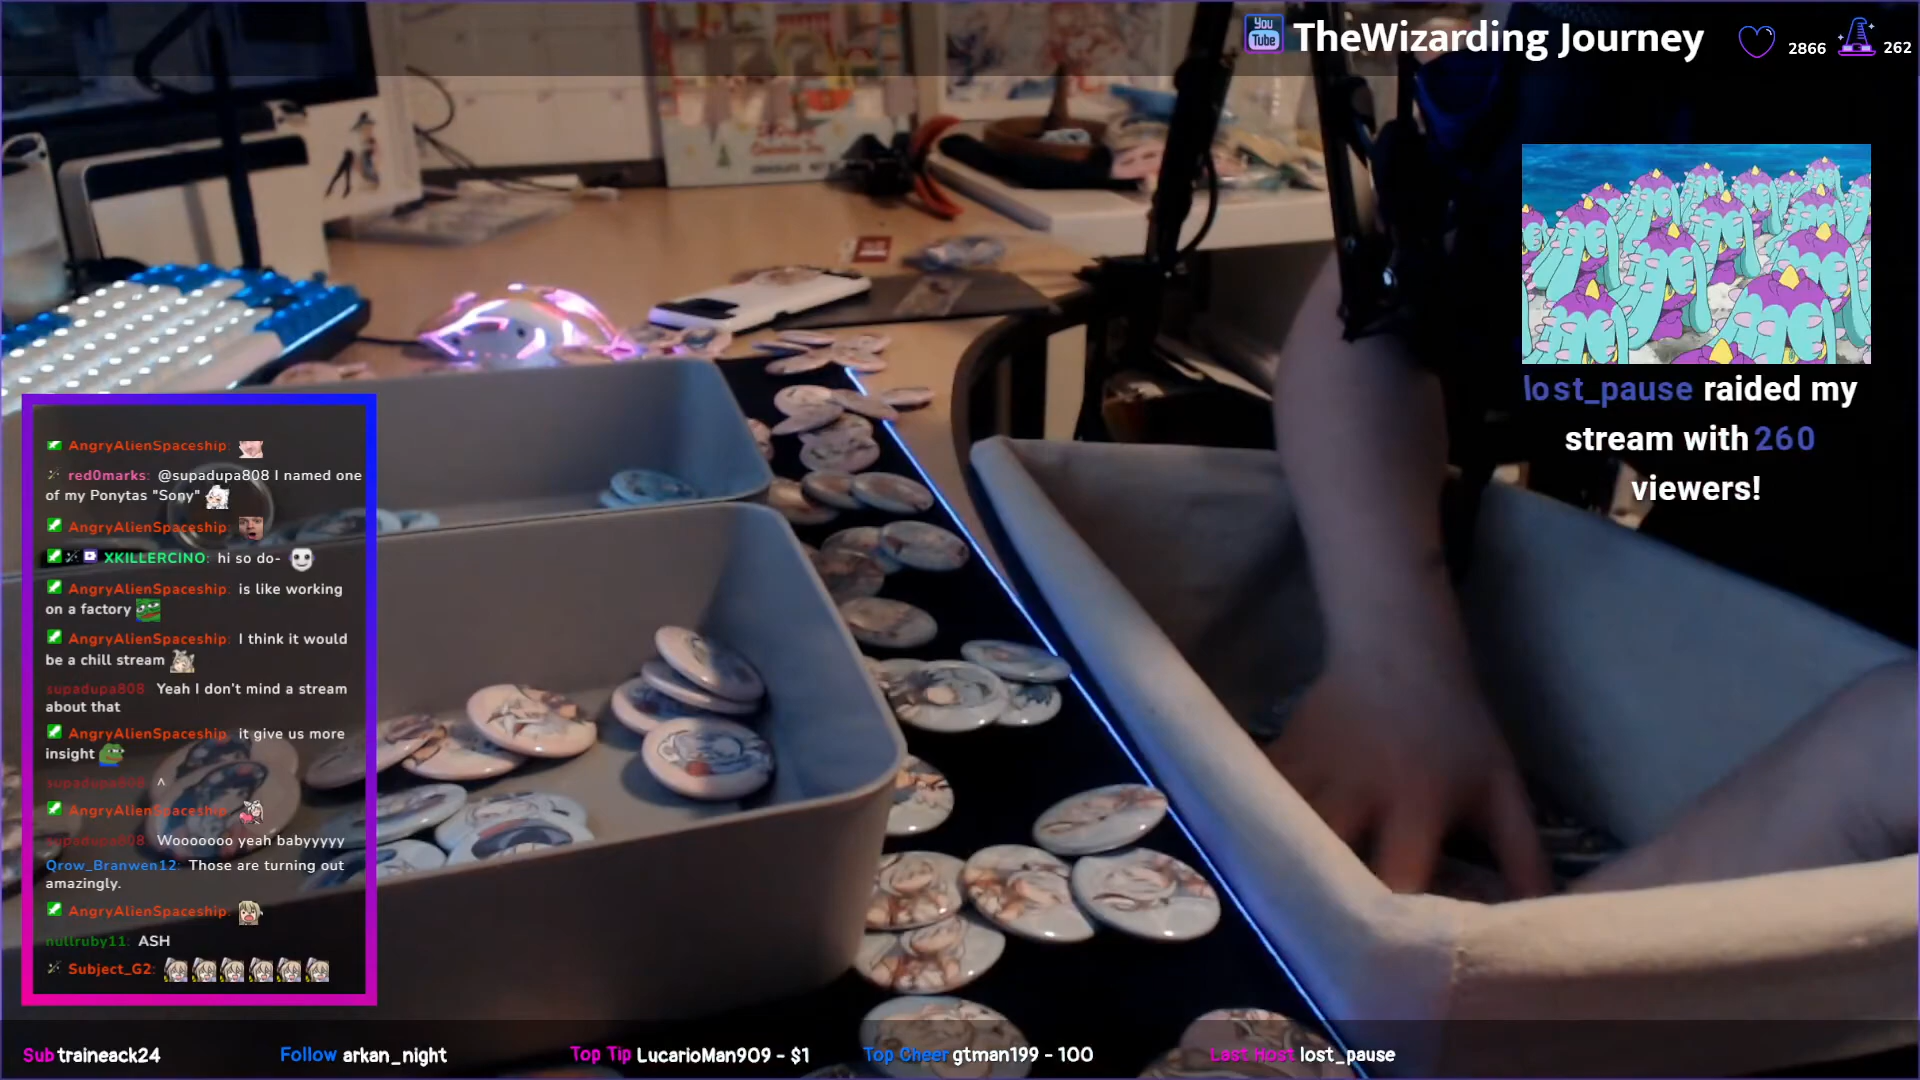 You
Tube
TheWizarding Journey
2866
262
lost_pause raided my
stream with 260
viewers!
AngryAlienSpaceship:
red0marks: @supadupa808 I named one
of my Ponytas "Sony"
AngryAlienSpaceship:
XKILLERCINO: hi so do-
AngryAlienSpaceship: is like working
on a factory
AngryAlienSpaceship: I think it would
be a chill stream
supadupa808 Yeah I don't mind a stream
about that
AngryAlienSpaceship: it give us more
insight
supadupa808 ^
AngryAlienSpaceship
supadupa808 Wooooooo yeah babyyyyy
Qrow_Branwen12: Those are turning out
amazingly.
AngryAlienSpaceship:
nullruby11: ASH
Subject_G2:
Sub traineack24
Follow arkan_night
Top Tip LucarioMan909 - $1
Top Cheer gtman199 - 100
Last Host lost_pause